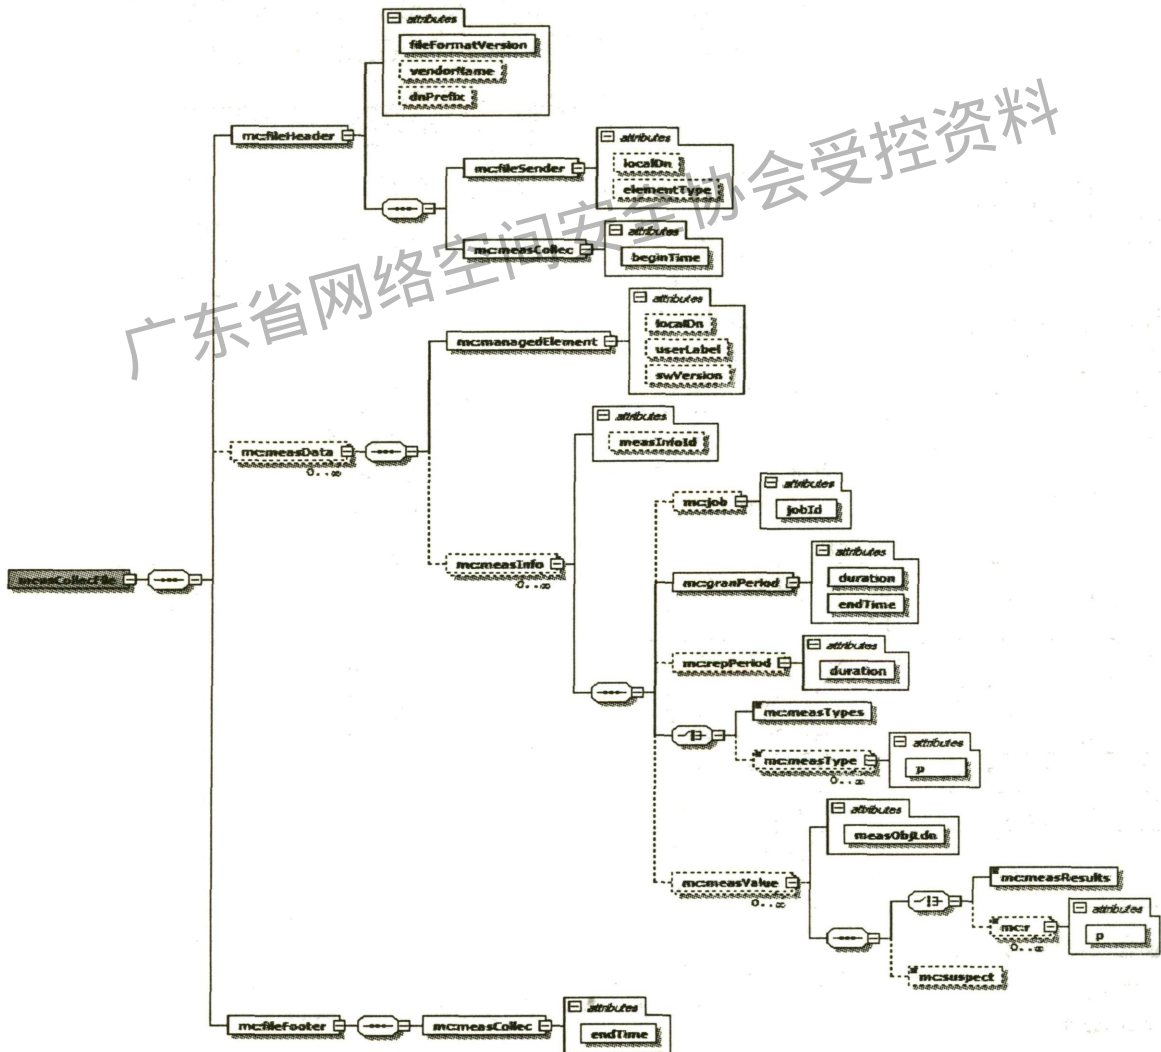 attributes
fileFormatVersion
vendorName
dnPrefix
mc:fileHeader
attributes
localDn
elementType
mc:fileSender
attributes
beginTime
mc:measCollec
广东省网络空间安全协会受控资料
attributes
localDn
userLabel
swVersion
mc:managedElement
attributes
measInfoId
mc:measData
0..∞
attributes
jobId
mc:job
mc:measInfo
0..∞
attributes
duration
endTime
mc:granPeriod
measCollecFile
attributes
duration
mc:repPeriod
mc:measTypes
attributes
p
mc:measType
0..∞
attributes
measObjLdn
mc:measValue
0..∞
mc:measResults
attributes
p
mc:r
0..∞
mc:suspect
attributes
endTime
mc:fileFooter
mc:measCollec